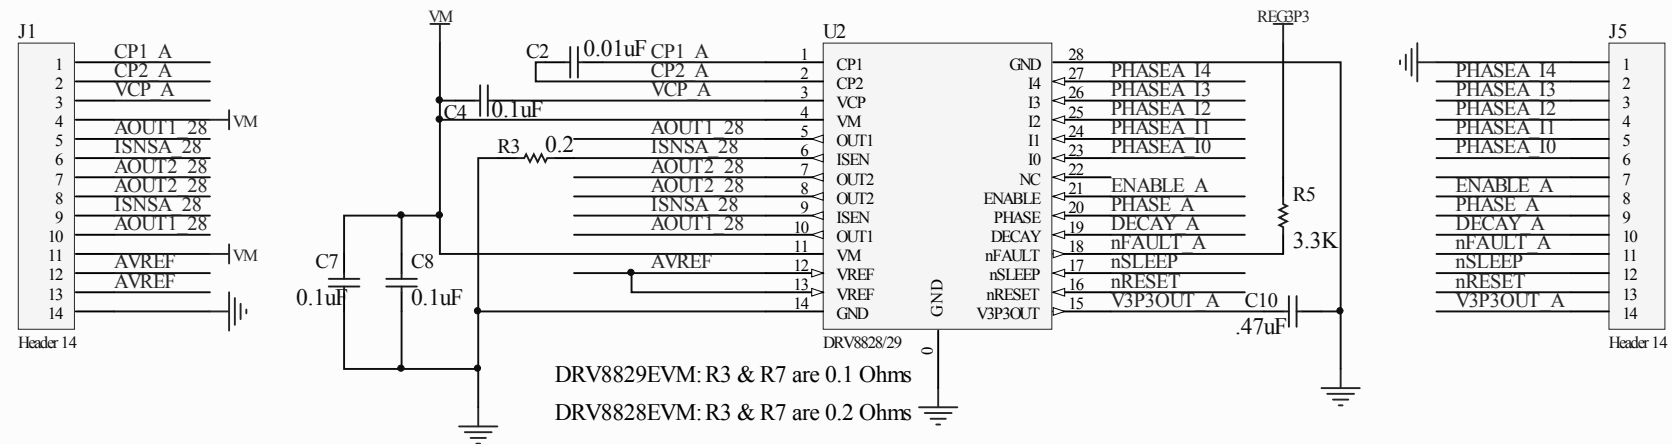 VM
REG3P3
J1
U2
J5
C2
0.01uF
CP1_A
CP2_A
VCP_A
VM
AOUT1_28
ISNSA_28
AOUT2_28
AOUT2_28
ISNSA_28
AOUT1_28
VM
AVREF
AVREF
1
2
3
4
5
6
7
8
9
10
11
12
13
14
Header 14
C4
0.1uF
R3
0.2
C7
0.1uF
C8
0.1uF
CP1_A
CP2_A
VCP_A
AOUT1_28
ISNSA_28
AOUT2_28
AOUT2_28
ISNSA_28
AOUT1_28
AVREF
1 CP1
2 CP2
3 VCP
4 VM
5 OUT1
6 ISEN
7 OUT2
8 OUT2
9 ISEN
10 OUT1
11 VM
12 VREF
13 VREF
14 GND
GND
0
DRV8828/29
GND 28
I4 27 PHASEA_I4
I3 26 PHASEA_I3
I2 25 PHASEA_I2
I1 24 PHASEA_I1
I0 23 PHASEA_I0
NC 22
ENABLE 21 ENABLE_A
PHASE 20 PHASE_A
DECAY 19 DECAY_A
nFAULT 18 nFAULT_A
nSLEEP 17 nSLEEP
nRESET 16 nRESET
V3P3OUT 15 V3P3OUT_A
R5
3.3K
C10
.47uF
PHASEA_I4
PHASEA_I3
PHASEA_I2
PHASEA_I1
PHASEA_I0
ENABLE_A
PHASE_A
DECAY_A
nFAULT_A
nSLEEP
nRESET
V3P3OUT_A
1
2
3
4
5
6
7
8
9
10
11
12
13
14
Header 14
DRV8829EVM: R3 & R7 are 0.1 Ohms
DRV8828EVM: R3 & R7 are 0.2 Ohms